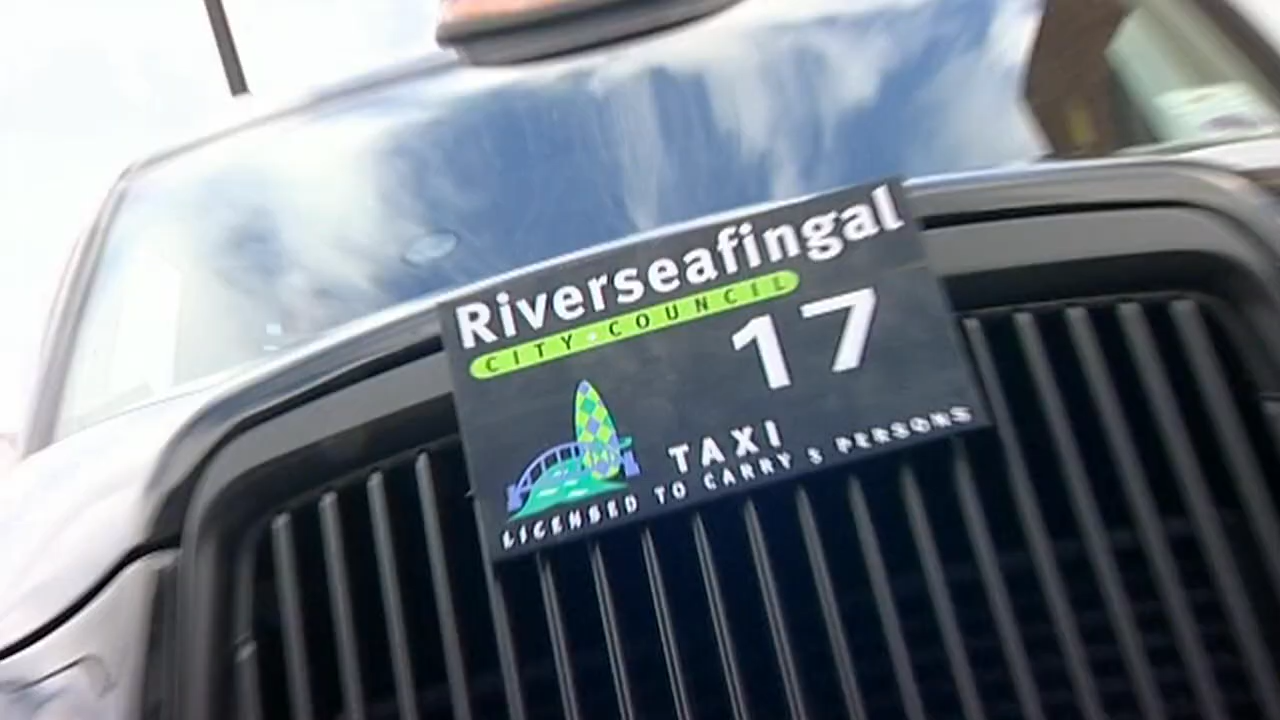 Riverseafingal
CITY COUNCIL
17
TAXI
LICENSED TO CARRY 5 PERSONS